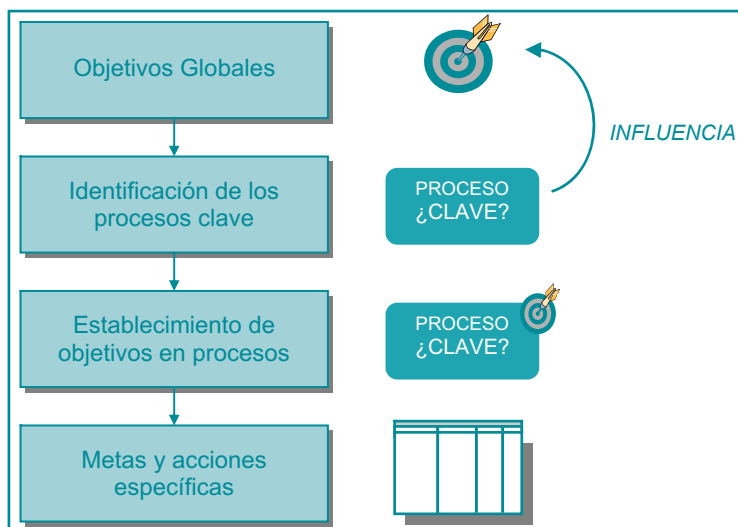 Objetivos Globales
INFLUENCIA
Identificación de los
procesos clave
PROCESO
¿CLAVE?
Establecimiento de
objetivos en procesos
PROCESO
¿CLAVE?
Metas y acciones
específicas